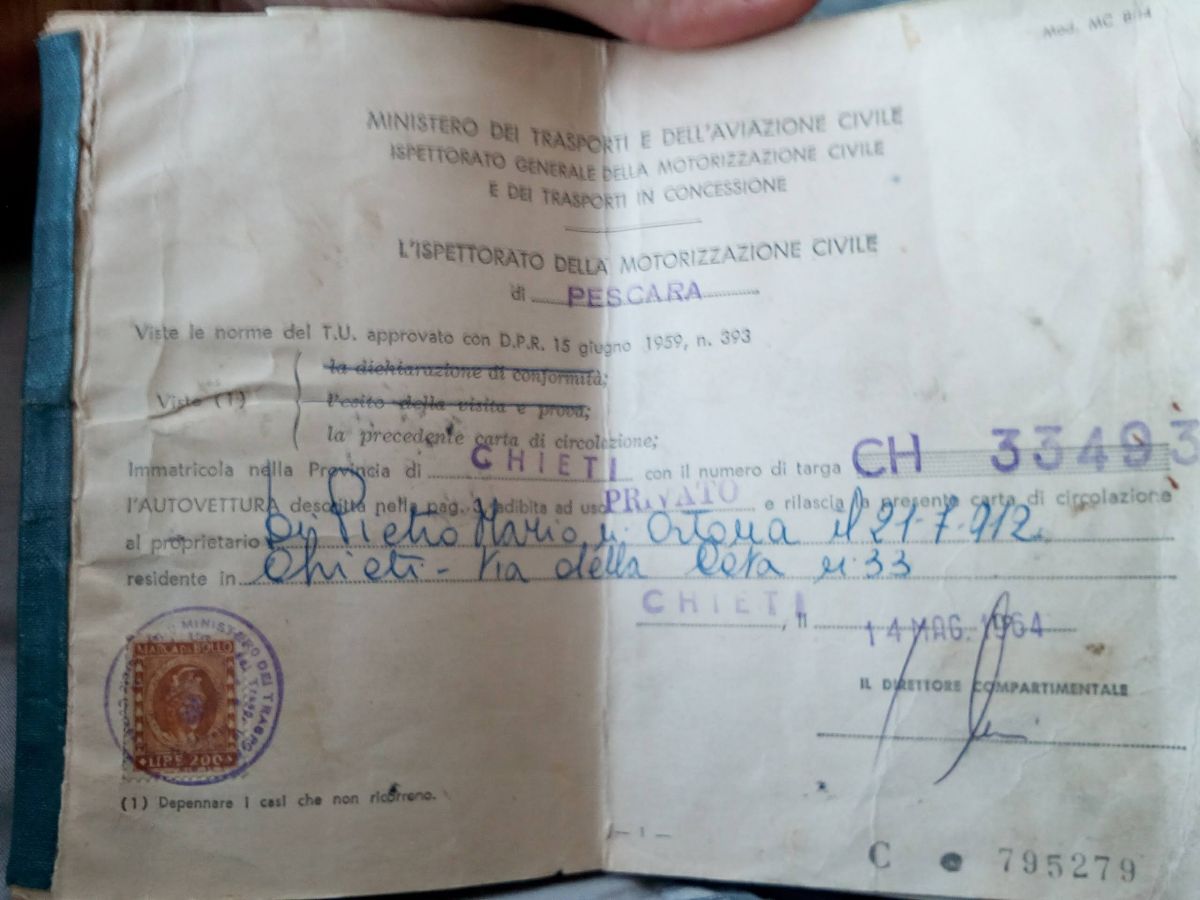 Mod. MC 814
MINISTERO DEI TRASPORTI E DELL'AVIAZIONE CIVILE
ISPETTORATO GENERALE DELLA MOTORIZZAZIONE CIVILE
E DEI TRASPORTI IN CONCESSIONE
L'ISPETTORATO DELLA MOTORIZZAZIONE CIVILE
di PESCARA
Viste le norme del T.U. approvato con D.P.R. 15 giugno 1959, n. 393
la dichiarazione di conformità;
Visto (1) l'esito della visita e prova;
la precedente carta di circolazione;
Immatricola nella Provincia di CHIETI con il numero di targa CH 33493
l'AUTOVETTURA descritta nella pag. 3, adibita ad uso PRIVATO e rilascia la presente carta di circolazione
al proprietario Di Pietro Mario n. Ortona il 21-7-912
residente in Chieti - Via della n. 33
CHIETI, lì 14 MAG. 1964
IL DIRETTORE COMPARTIMENTALE
MINISTERO DEI TRASPORTI
MARCA DA BOLLO
LIRE 200
(1) Depennare i casi che non ricorrono.
— 1 —
C 795279